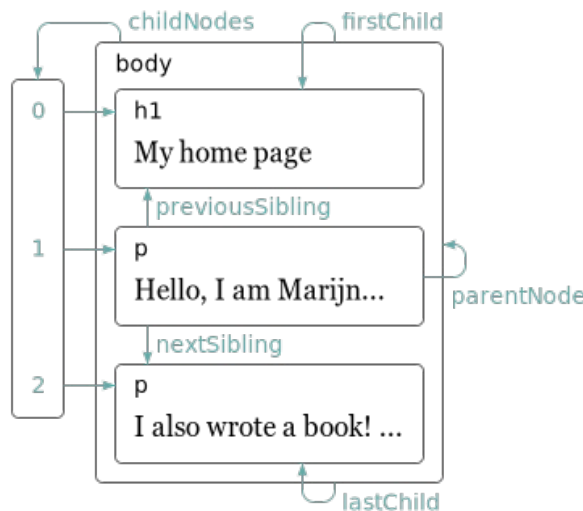 childNodes
firstChild
body
0
h1
My home page
previousSibling
1
p
Hello, I am Marijn...
parentNode
nextSibling
2
p
I also wrote a book! ...
lastChild